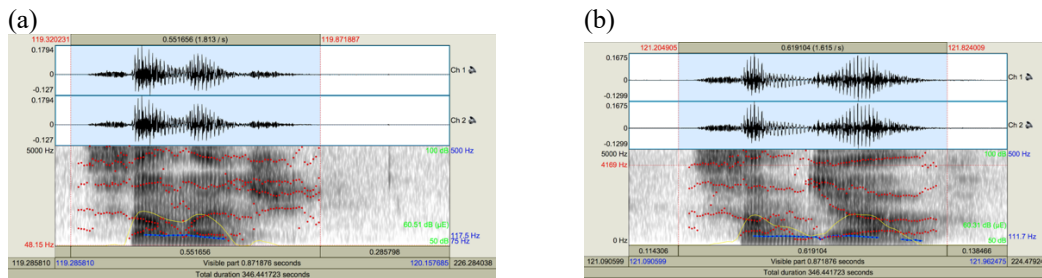 (a)
(b)
119.320231 0.551656 (1.813 / s) 119.871887
0.1794
0
-0.127
Ch 1
0.1794
0
-0.127
Ch 2
5000 Hz 100 dB 500 Hz
117.5 Hz
48.15 Hz 50 dB 75 Hz
0.551656 0.285798
119.285810 119.285810 Visible part 0.871876 seconds 120.157685 226.284038
Total duration 346.441723 seconds
121.204905 0.619104 (1.615 / s) 121.824009
0.1675
0
-0.1299
Ch 1
0.1675
0
-0.1299
Ch 2
5000 Hz 100 dB 500 Hz
4169 Hz
111.7 Hz
0 Hz 50 dB
0.114306 0.619104 0.138466
121.090599 121.090599 Visible part 0.871876 seconds 121.962475
Total duration 346.441723 seconds